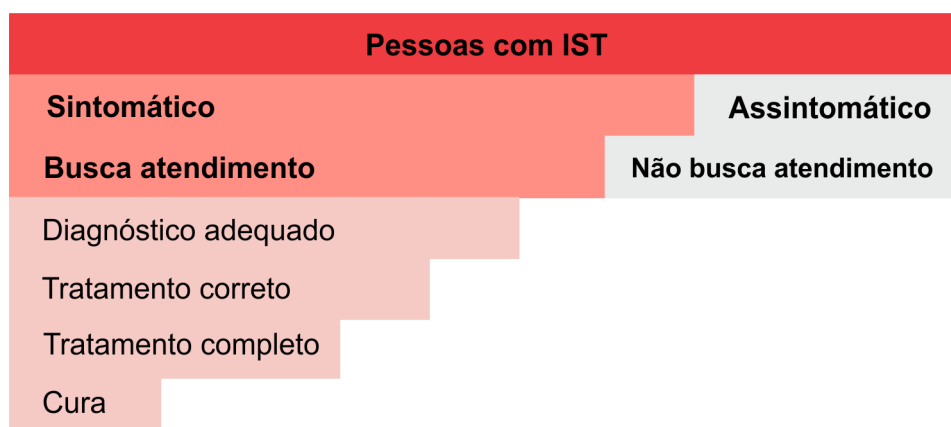 Pessoas com IST
Sintomático Assintomático
Busca atendimento Não busca atendimento
Diagnóstico adequado
Tratamento correto
Tratamento completo
Cura